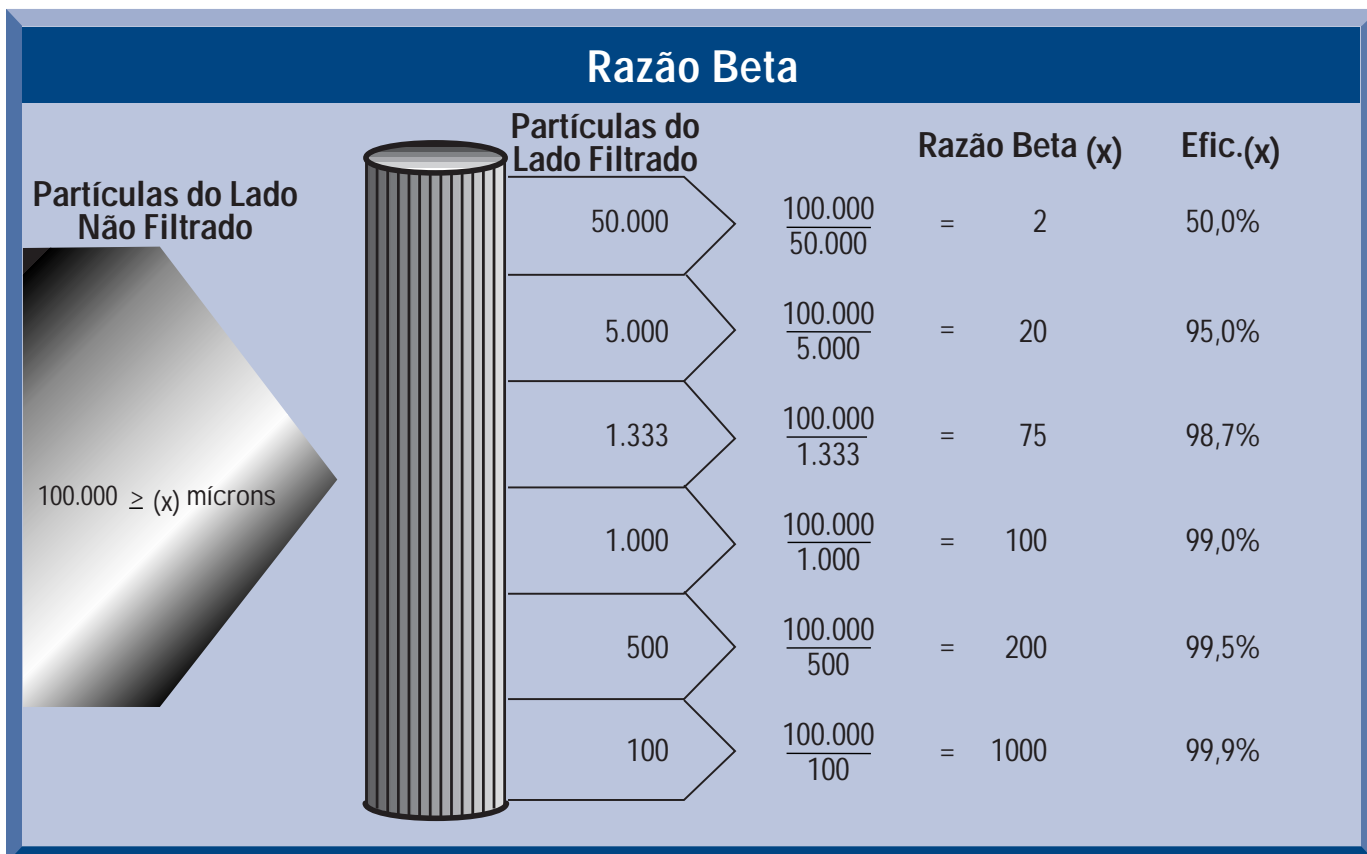 Razão Beta
Partículas do Lado
Não Filtrado
100.000 ≥ (x) mícrons
Partículas do
Lado Filtrado
Razão Beta (x)
Efic.(x)
50.000
100.000
50.000
= 2 50,0%
5.000
100.000
5.000
= 20 95,0%
1.333
100.000
1.333
= 75 98,7%
1.000
100.000
1.000
= 100 99,0%
500
100.000
500
= 200 99,5%
100
100.000
100
= 1000 99,9%